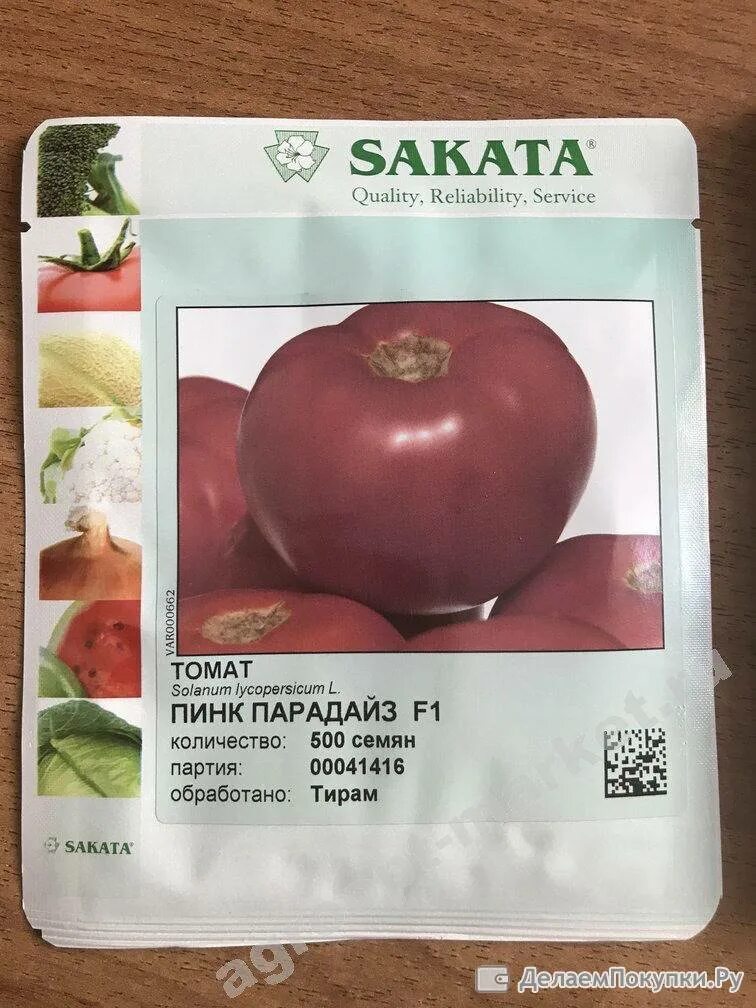 SAKATA®
Quality, Reliability, Service
VAR000662
ТОМАТ
Solanum lycopersicum L.
ПИНК ПАРАДАЙЗ F1
количество: 500 семян
партия: 00041416
обработано: Тирам
SAKATA®
ДелаемПокупки.Ру